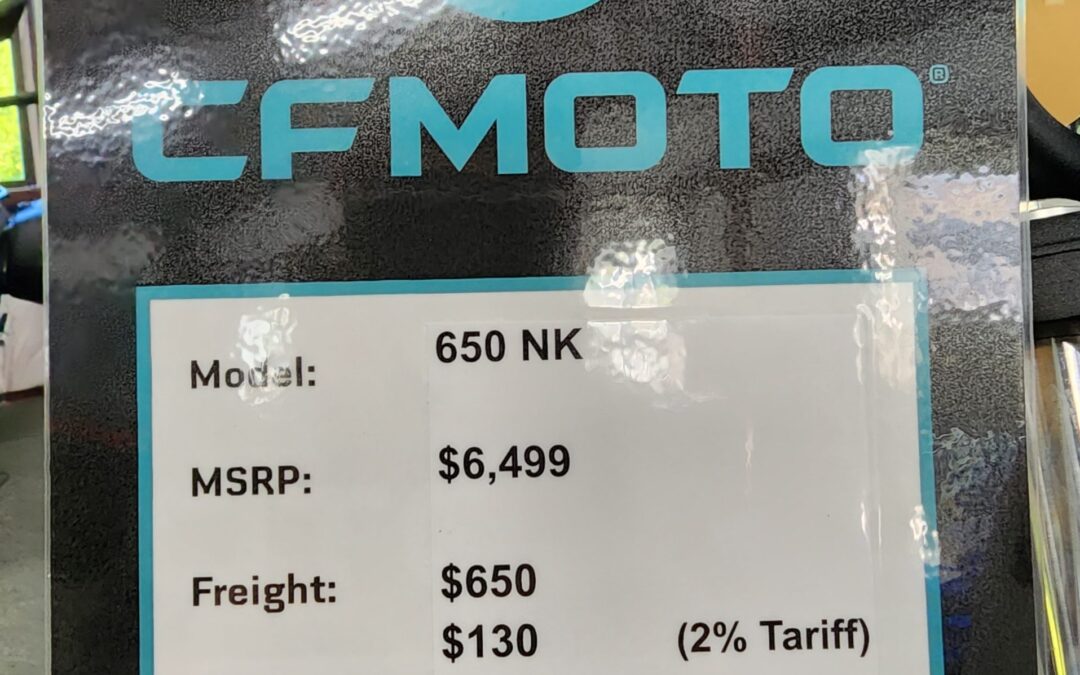 CFMOTO®
Model: 650 NK
MSRP: $6,499
Freight: $650
$130 (2% Tariff)